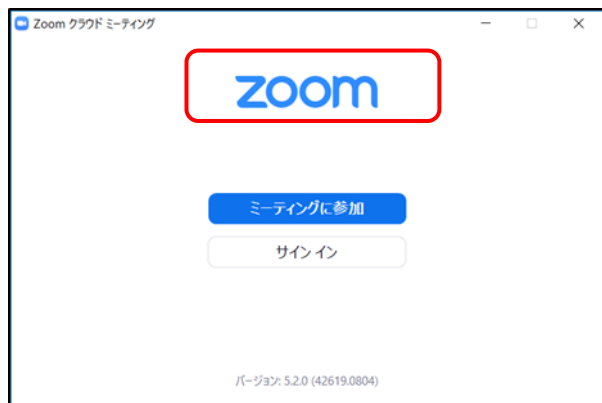 Zoom クラウド ミーティング
zoom
ミーティングに参加
サイン イン
バージョン: 5.2.0 (42619.0804)